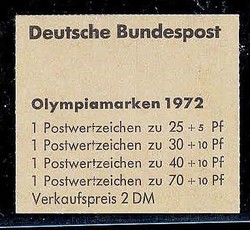 Deutsche Bundespost
Olympiamarken 1972
1 Postwertzeichen zu 25 + 5 Pf
1 Postwertzeichen zu 30 + 10 Pf
1 Postwertzeichen zu 40 + 10 Pf
1 Postwertzeichen zu 70 + 10 Pf
Verkaufspreis 2 DM